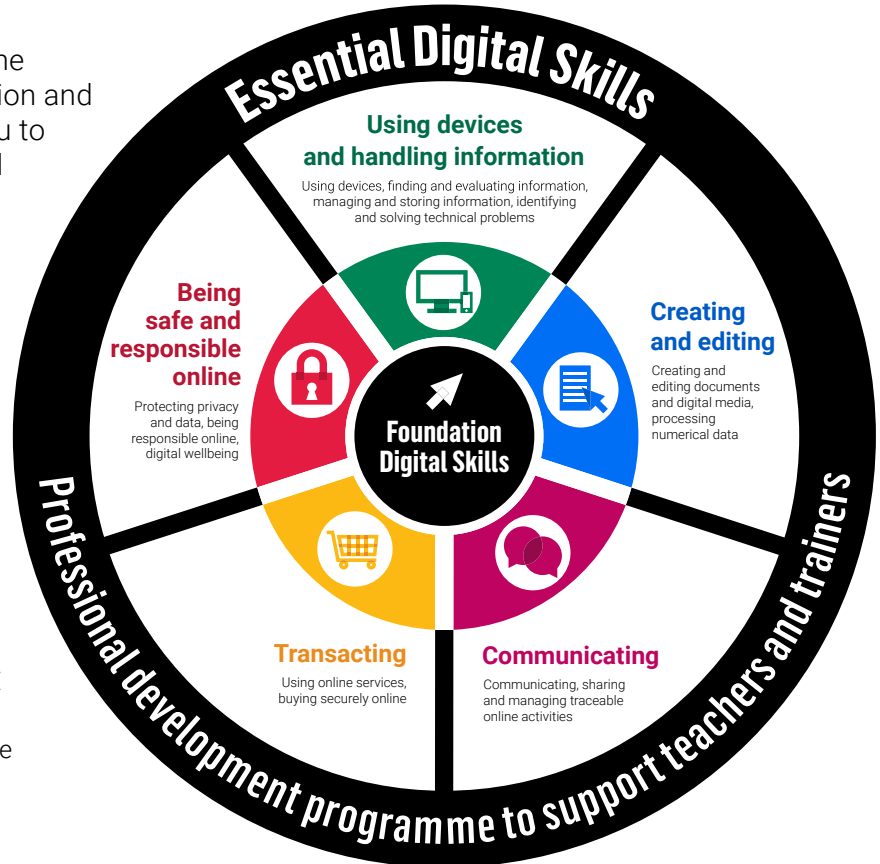 ne
ion and
u to
Essential Digital Skills
Using devices
and handling information
Using devices, finding and evaluating information,
managing and storing information, identifying
and solving technical problems
Being
safe and
responsible
online
Protecting privacy
and data, being
responsible online,
digital wellbeing
Creating
and editing
Creating and
editing documents
and digital media,
processing
numerical data
Foundation
Digital Skills
Transacting
Using online services,
buying securely online
Communicating
Communicating, sharing
and managing traceable
online activities
Professional development programme to support teachers and trainers
e